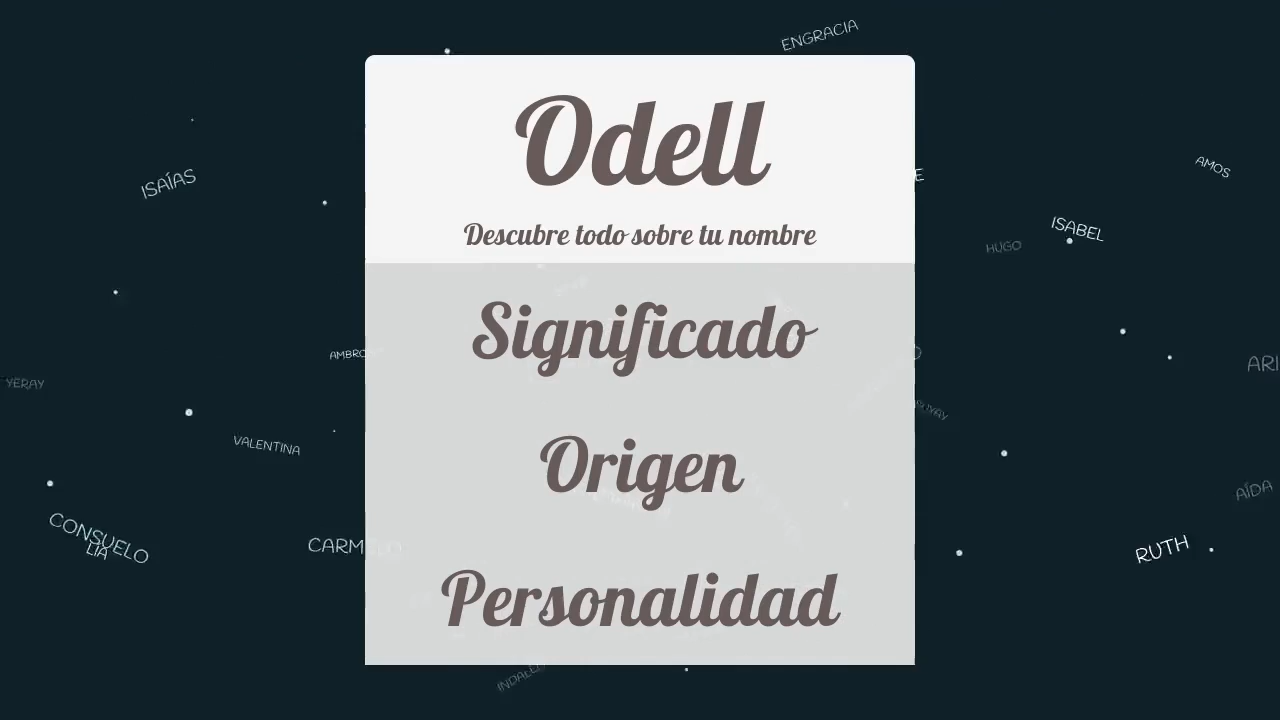 ENGRACIA
Odell
AMOS
ISAÍAS
ISABEL
Descubre todo sobre tu nombre
HUGO
Significado
YERAY
VALENTINA
Origen
AÍDA
CONSUELO
LÍA
RUTH
Personalidad